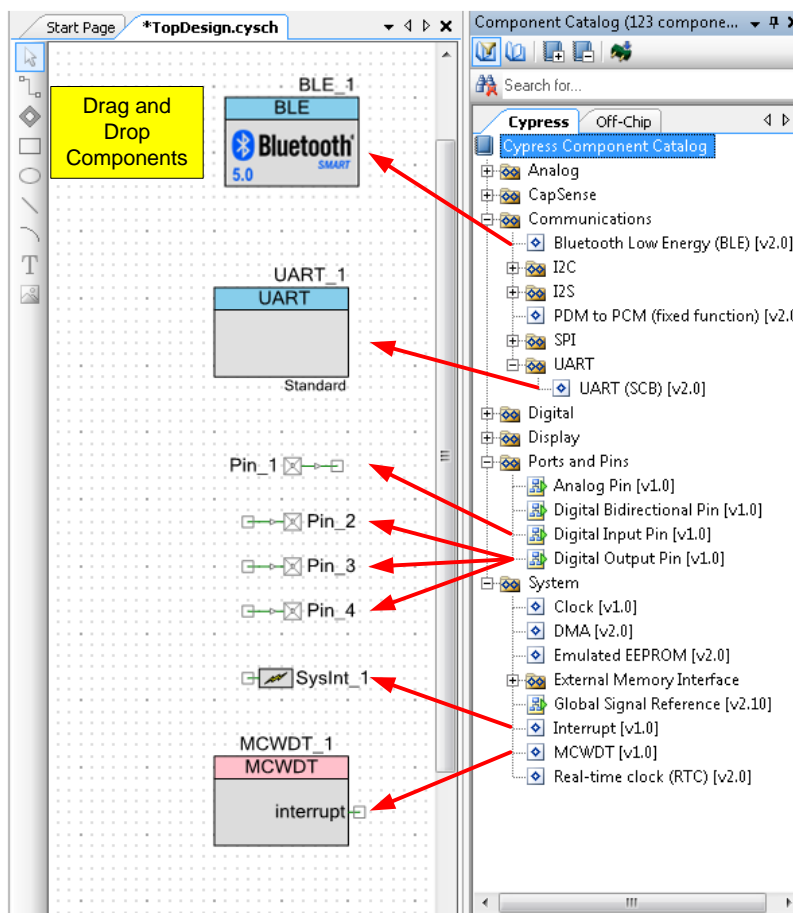 Start Page
*TopDesign.cysch
Drag and
Drop
Components
BLE_1
BLE
Bluetooth
SMART
5.0
UART_1
UART
Standard
Pin_1
Pin_2
Pin_3
Pin_4
SysInt_1
MCWDT_1
MCWDT
interrupt
T
Component Catalog (123 compone...
Search for...
Cypress
Off-Chip
Cypress Component Catalog
Analog
CapSense
Communications
Bluetooth Low Energy (BLE) [v2.0]
I2C
I2S
PDM to PCM (fixed function) [v2.0
SPI
UART
UART (SCB) [v2.0]
Digital
Display
Ports and Pins
Analog Pin [v1.0]
Digital Bidirectional Pin [v1.0]
Digital Input Pin [v1.0]
Digital Output Pin [v1.0]
System
Clock [v1.0]
DMA [v2.0]
Emulated EEPROM [v2.0]
External Memory Interface
Global Signal Reference [v2.10]
Interrupt [v1.0]
MCWDT [v1.0]
Real-time clock (RTC) [v2.0]